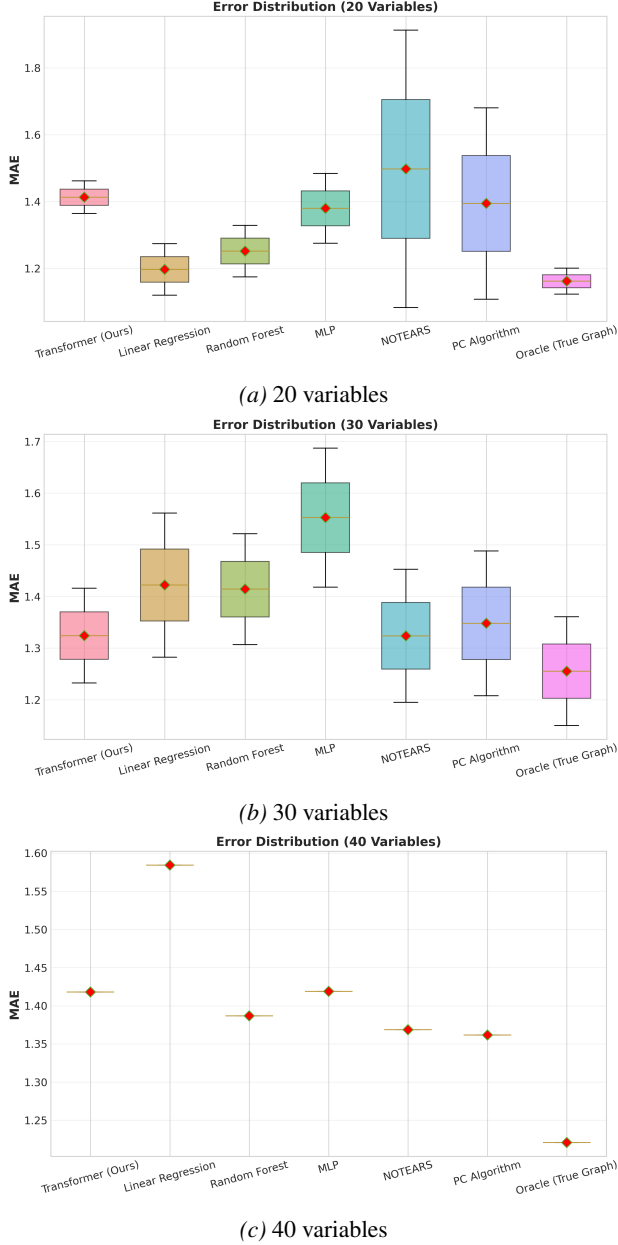 Error Distribution (20 Variables)
MAE
1.8
1.6
1.4
1.2
Transformer (Ours)
Linear Regression
Random Forest
MLP
NOTEARS
PC Algorithm
Oracle (True Graph)
(a) 20 variables
Error Distribution (30 Variables)
MAE
1.7
1.6
1.5
1.4
1.3
1.2
Transformer (Ours)
Linear Regression
Random Forest
MLP
NOTEARS
PC Algorithm
Oracle (True Graph)
(b) 30 variables
Error Distribution (40 Variables)
MAE
1.60
1.55
1.50
1.45
1.40
1.35
1.30
1.25
Transformer (Ours)
Linear Regression
Random Forest
MLP
NOTEARS
PC Algorithm
Oracle (True Graph)
(c) 40 variables